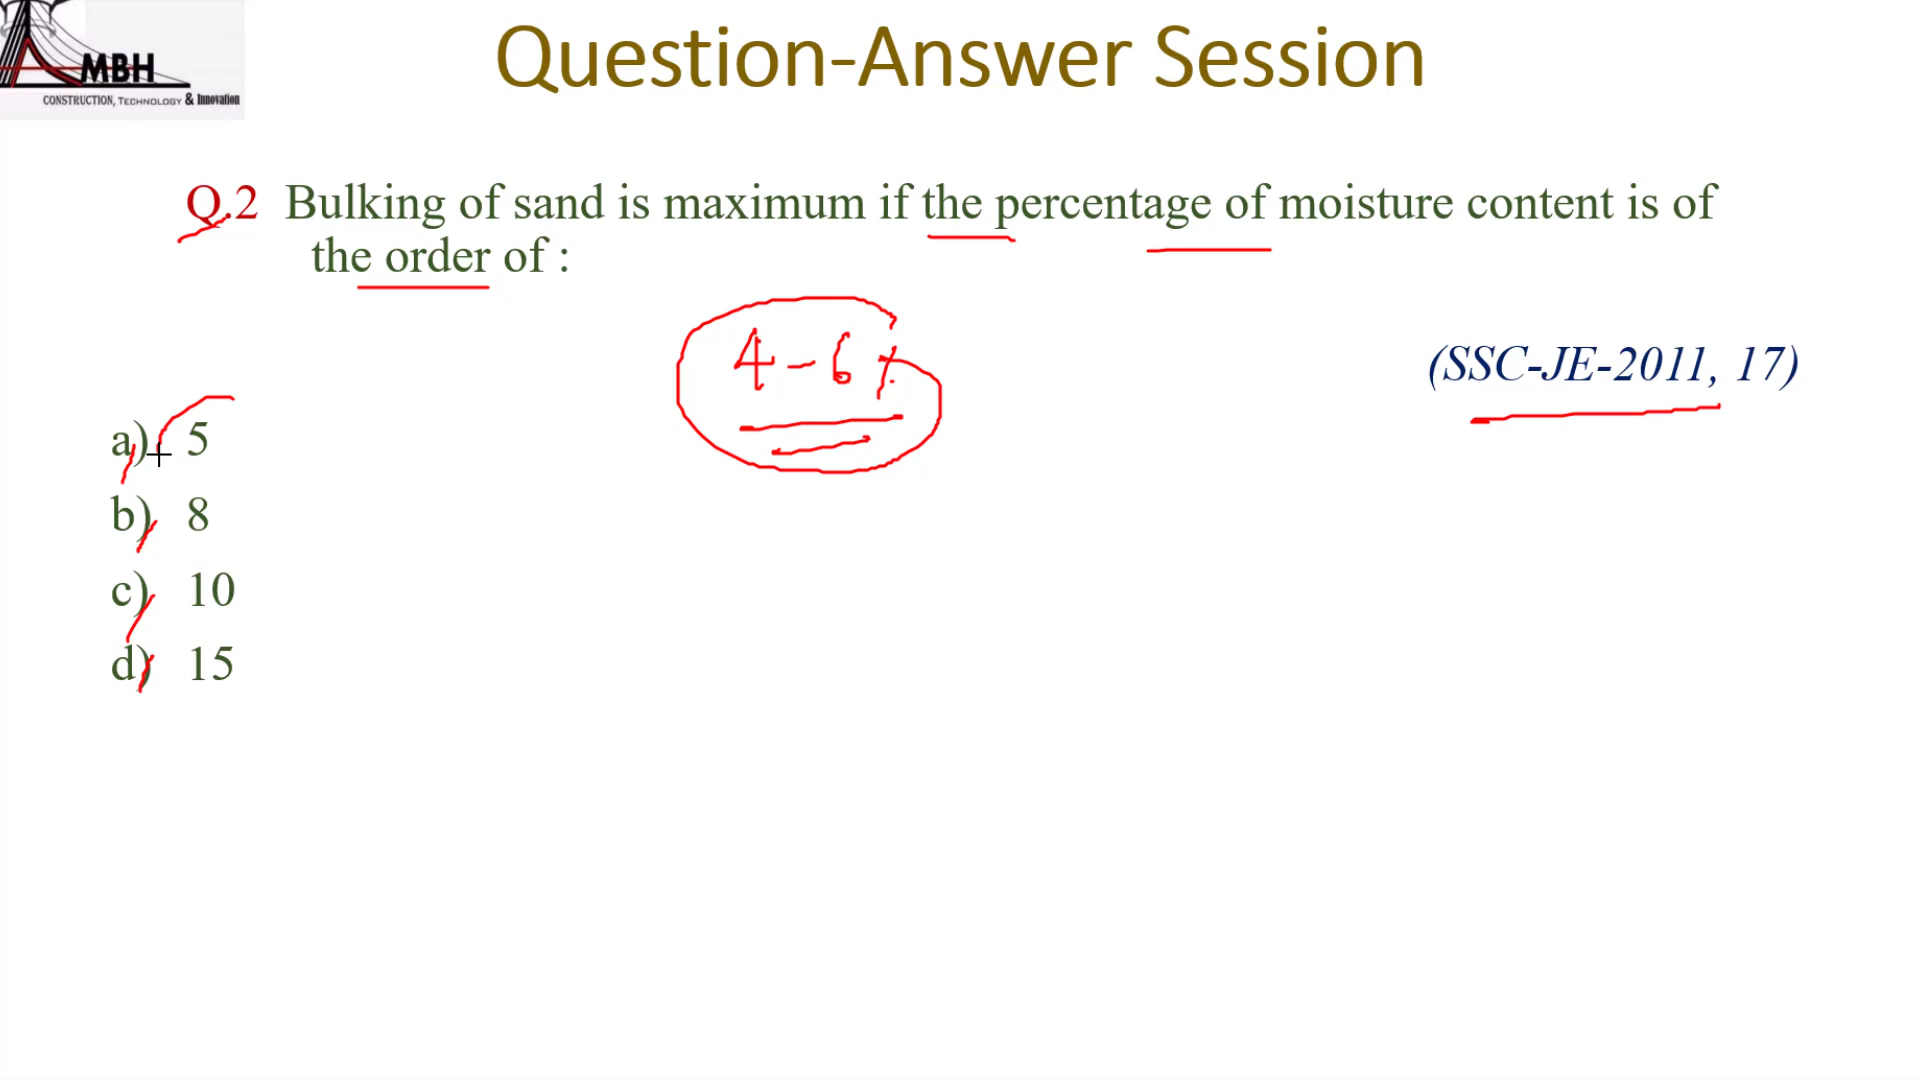 MBH
CONSTRUCTION, TECHNOLOGY & Innovation
Question-Answer Session
Q.2 Bulking of sand is maximum if the percentage of moisture content is of
the order of :
4-6%
(SSC-JE-2011, 17)
a) 5
b) 8
c) 10
d) 15